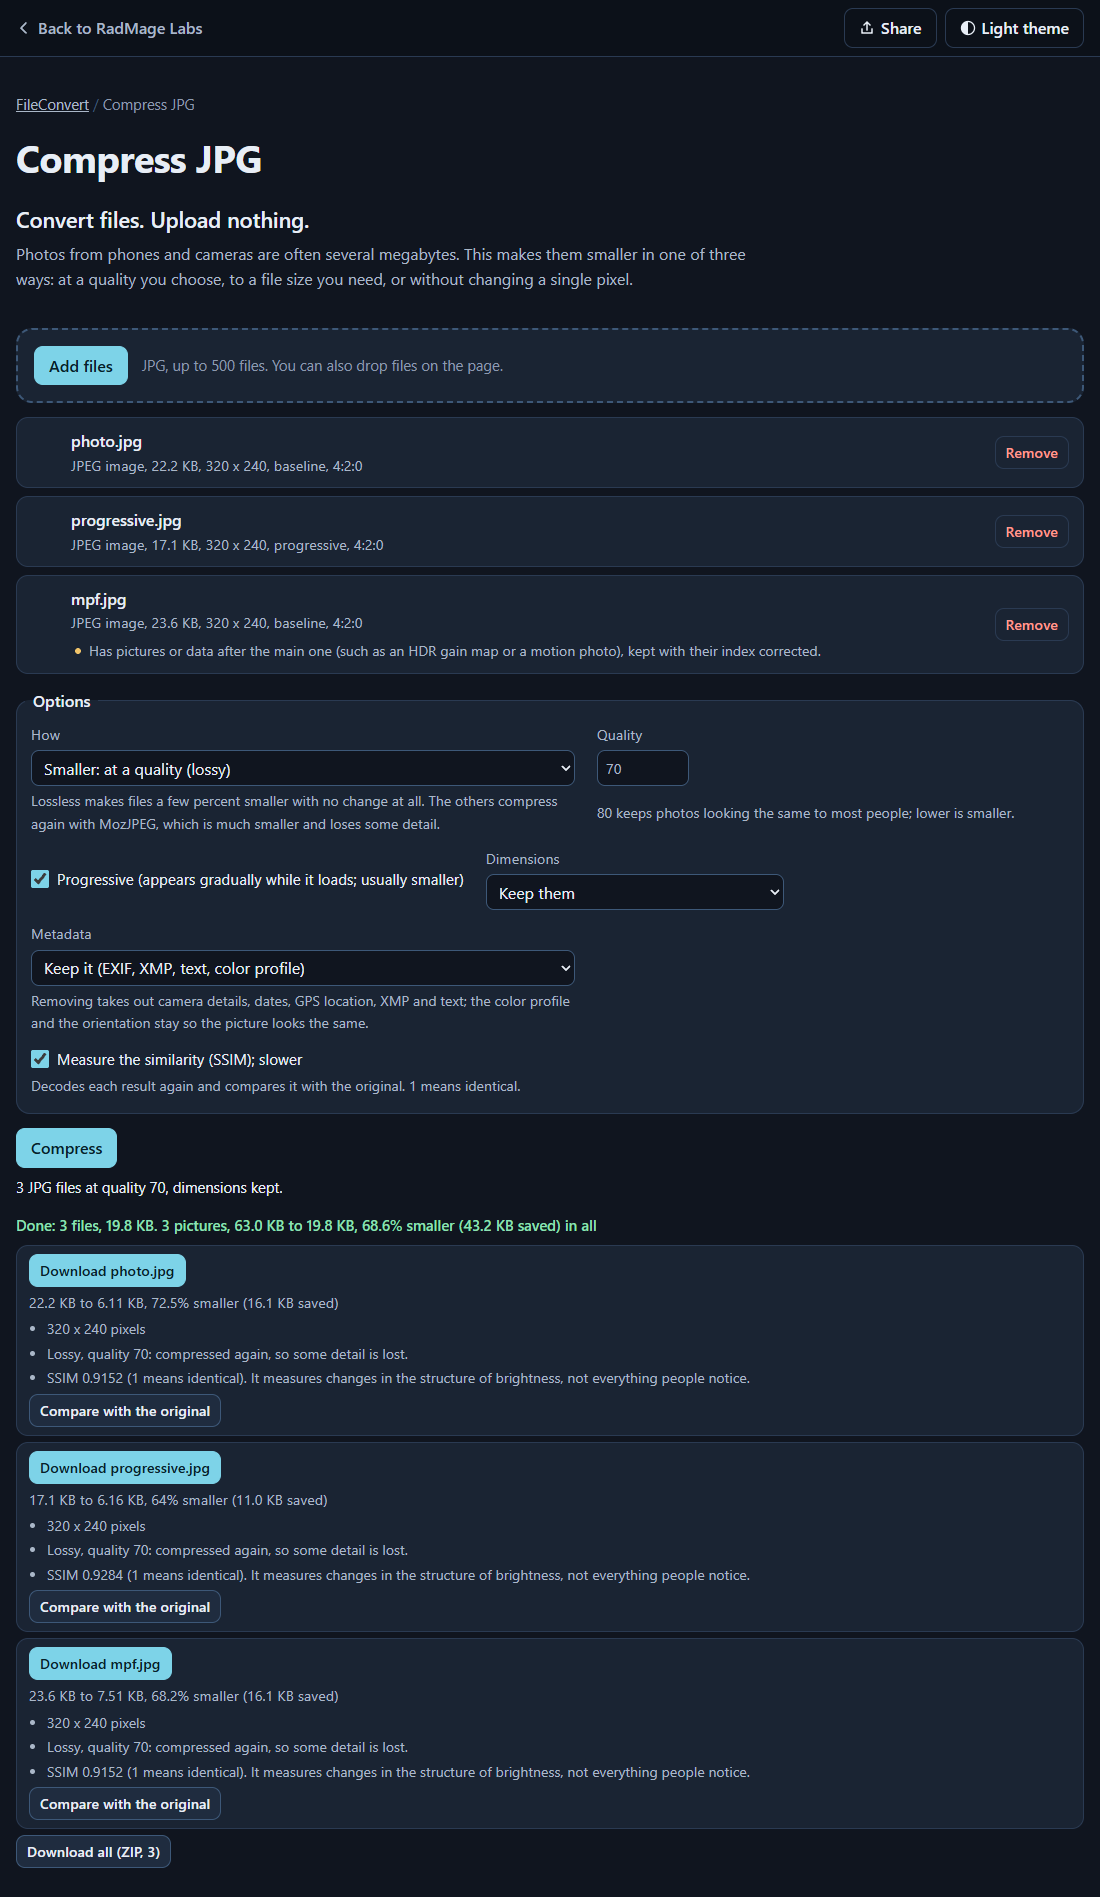 Back to RadMage Labs
Share
Light theme
FileConvert / Compress JPG
Compress JPG
Convert files. Upload nothing.
Photos from phones and cameras are often several megabytes. This makes them smaller in one of three
ways: at a quality you choose, to a file size you need, or without changing a single pixel.
Add files
JPG, up to 500 files. You can also drop files on the page.
photo.jpg
JPEG image, 22.2 KB, 320 x 240, baseline, 4:2:0
Remove
progressive.jpg
JPEG image, 17.1 KB, 320 x 240, progressive, 4:2:0
Remove
mpf.jpg
JPEG image, 23.6 KB, 320 x 240, baseline, 4:2:0
Has pictures or data after the main one (such as an HDR gain map or a motion photo), kept with their index corrected.
Remove
Options
How
Smaller: at a quality (lossy)
Lossless makes files a few percent smaller with no change at all. The others compress
again with MozJPEG, which is much smaller and loses some detail.
Quality
70
80 keeps photos looking the same to most people; lower is smaller.
Progressive (appears gradually while it loads; usually smaller)
Dimensions
Keep them
Metadata
Keep it (EXIF, XMP, text, color profile)
Removing takes out camera details, dates, GPS location, XMP and text; the color profile
and the orientation stay so the picture looks the same.
Measure the similarity (SSIM); slower
Decodes each result again and compares it with the original. 1 means identical.
Compress
3 JPG files at quality 70, dimensions kept.
Done: 3 files, 19.8 KB. 3 pictures, 63.0 KB to 19.8 KB, 68.6% smaller (43.2 KB saved) in all
Download photo.jpg
22.2 KB to 6.11 KB, 72.5% smaller (16.1 KB saved)
320 x 240 pixels
Lossy, quality 70: compressed again, so some detail is lost.
SSIM 0.9152 (1 means identical). It measures changes in the structure of brightness, not everything people notice.
Compare with the original
Download progressive.jpg
17.1 KB to 6.16 KB, 64% smaller (11.0 KB saved)
320 x 240 pixels
Lossy, quality 70: compressed again, so some detail is lost.
SSIM 0.9284 (1 means identical). It measures changes in the structure of brightness, not everything people notice.
Compare with the original
Download mpf.jpg
23.6 KB to 7.51 KB, 68.2% smaller (16.1 KB saved)
320 x 240 pixels
Lossy, quality 70: compressed again, so some detail is lost.
SSIM 0.9152 (1 means identical). It measures changes in the structure of brightness, not everything people notice.
Compare with the original
Download all (ZIP, 3)